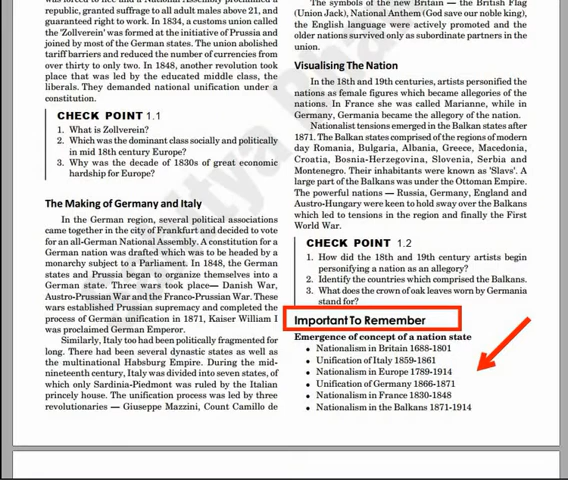 was forced to flee and a National Assembly proclaimed a
republic, granted suffrage to all adult males above 21, and
guaranteed right to work. In 1834, a customs union called
the 'Zollverein' was formed at the initiative of Prussia and
joined by most of the German states. The union abolished
tariff barriers and reduced the number of currencies from
over thirty to only two. In 1848, another revolution took
place that was led by the educated middle class, the
liberals. They demanded national unification under a
constitution.
CHECK POINT 1.1
1. What is Zollverein?
2. Which was the dominant class socially and politically
in mid 18th century Europe?
3. Why was the decade of 1830s of great economic
hardship for Europe?
The Making of Germany and Italy
In the German region, several political associations
came together in the city of Frankfurt and decided to vote
for an all-German National Assembly. A constitution for a
German nation was drafted which was to be headed by a
monarch subject to a Parliament. In 1848, the German
states and Prussia began to organize themselves into a
German state. Three wars took place— Danish War,
Austro-Prussian War and the Franco-Prussian War. These
wars established Prussian supremacy and completed the
process of German unification in 1871, Kaiser William I
was proclaimed German Emperor.
Similarly, Italy too had been politically fragmented for
long. There had been several dynastic states as well as
the multinational Habsburg Empire. During the mid-
nineteenth century, Italy was divided into seven states, of
which only Sardinia-Piedmont was ruled by the Italian
princely house. The unification process was led by three
revolutionaries — Giuseppe Mazzini, Count Camillo de
The symbols of the new Britain — the British Flag
(Union Jack), National Anthem (God save our noble king),
the English language were actively promoted and the
older nations survived only as subordinate partners in the
union.
Visualising The Nation
In the 18th and 19th centuries, artists personified the
nations as female figures which became allegories of the
nations. In France she was called Marianne, while in
Germany, Germania became the allegory of the nation.
Nationalist tensions emerged in the Balkan states after
1871. The Balkan states comprised of the regions of modern
day Romania, Bulgaria, Albania, Greece, Macedonia,
Croatia, Bosnia-Herzegovina, Slovenia, Serbia and
Montenegro. Their inhabitants were known as 'Slavs'. A
large part of the Balkans was under the Ottoman Empire.
The powerful nations — Russia, Germany, England and
Austro-Hungary were keen to hold sway over the Balkans
which led to tensions in the region and finally the First
World War.
CHECK POINT 1.2
1. How did the 18th and 19th century artists begin
personifying a nation as an allegory?
2. Identify the countries which comprised the Balkans.
3. What does the crown of oak leaves worn by Germania
stand for?
Important To Remember
Emergence of concept of a nation state
• Nationalism in Britain 1688-1801
• Unification of Italy 1859-1861
• Nationalism in Europe 1789-1914
• Unification of Germany 1866-1871
• Nationalism in France 1830-1848
• Nationalism in the Balkans 1871-1914